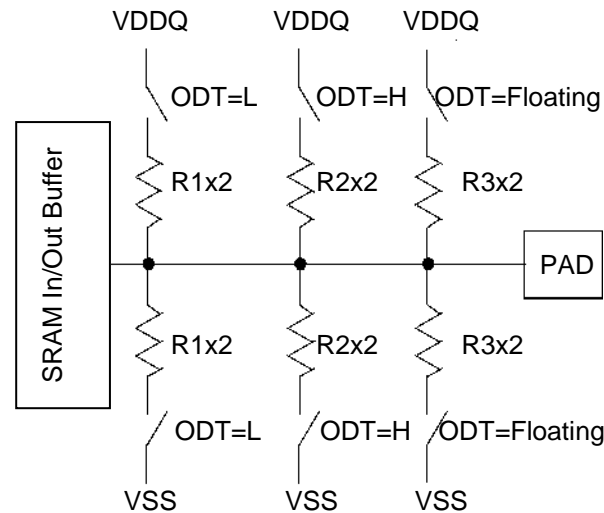 VDDQ VDDQ VDDQ
ODT=L ODT=H ODT=Floating
R1x2 R2x2 R3x2
SRAM In/Out Buffer
PAD
R1x2 R2x2 R3x2
ODT=L ODT=H ODT=Floating
VSS VSS VSS